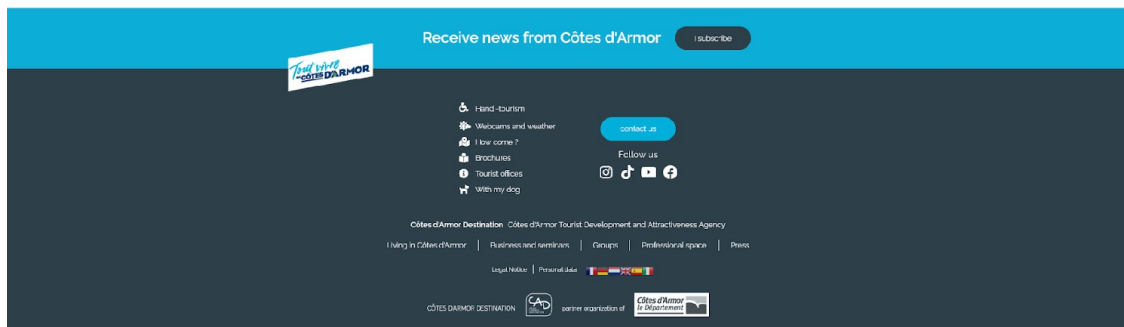 Receive news from Côtes d'Armor
I subscribe
Tout vivre
EN CÔTES D'ARMOR
Hand -tourism
Webcams and weather
How come ?
Brochures
Tourist offices
With my dog
contact us
Follow us
Côtes d'Armor Destination Côtes d'Armor Tourist Development and Attractiveness Agency
Living in Côtes d'Armor | Business and seminars | Groups | Professional space | Press
Legal Notice | Personal data
CÔTES DARMOR DESTINATION
CAD
partner organization of
Côtes d'Armor
le Département